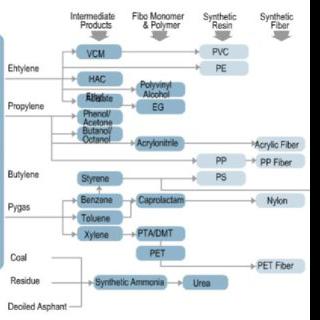 Intermediate Products
Fibo Monomer & Polymer
Synthetic Resin
Synthetic Fiber
VCM
PVC
PE
Ehtylene
HAC
Polyvinyl Alcohol
EG
Propylene
Phenol/ Acetone
Butanol/ Octanol
Acrylonitrile
Acrylic Fiber
PP
PP Fiber
Butylene
Styrene
PS
Benzene
Caprolactam
Nylon
Pygas
Toluene
Xylene
PTA/DMT
PET
PET Fiber
Coal
Residue
Synthetic Ammonia
Urea
Deoiled Asphant